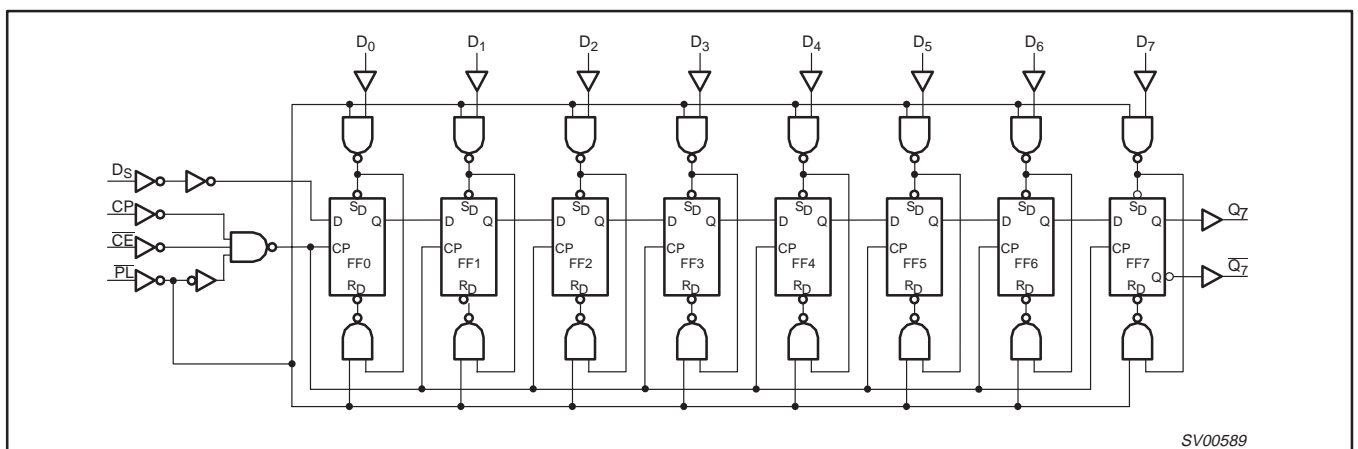 D0 D1 D2 D3 D4 D5 D6 D7
DS
CP
CE
PL
SD SD SD SD SD SD SD SD
D Q D Q D Q D Q D Q D Q D Q D Q
Q7
CP CP CP CP CP CP CP CP
FF0 FF1 FF2 FF3 FF4 FF5 FF6 FF7
Q
Q7
RD RD RD RD RD RD RD RD
SV00589